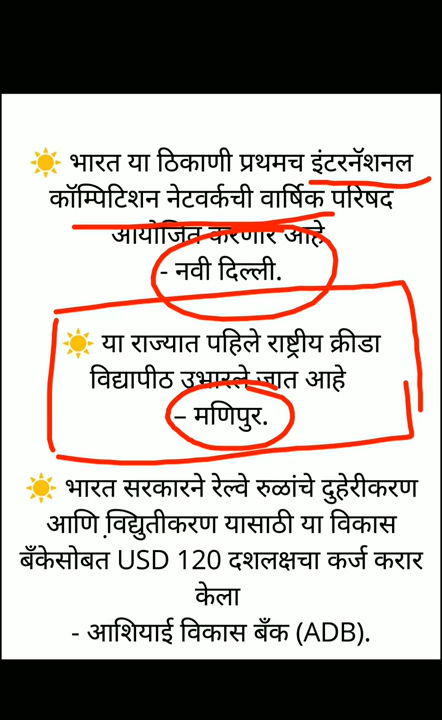 भारत या ठिकाणी प्रथमच इंटरनॅशनल
कॉम्पिटिशन नेटवर्कची वार्षिक परिषद
आयोजित करणार आहे
- नवी दिल्ली.
या राज्यात पहिले राष्ट्रीय क्रीडा
विद्यापीठ उभारले जात आहे
– मणिपुर.
भारत सरकारने रेल्वे रुळांचे दुहेरीकरण
आणि विद्युतीकरण यासाठी या विकास
बँकेसोबत USD 120 दशलक्षचा कर्ज करार
केला
- आशियाई विकास बँक (ADB).